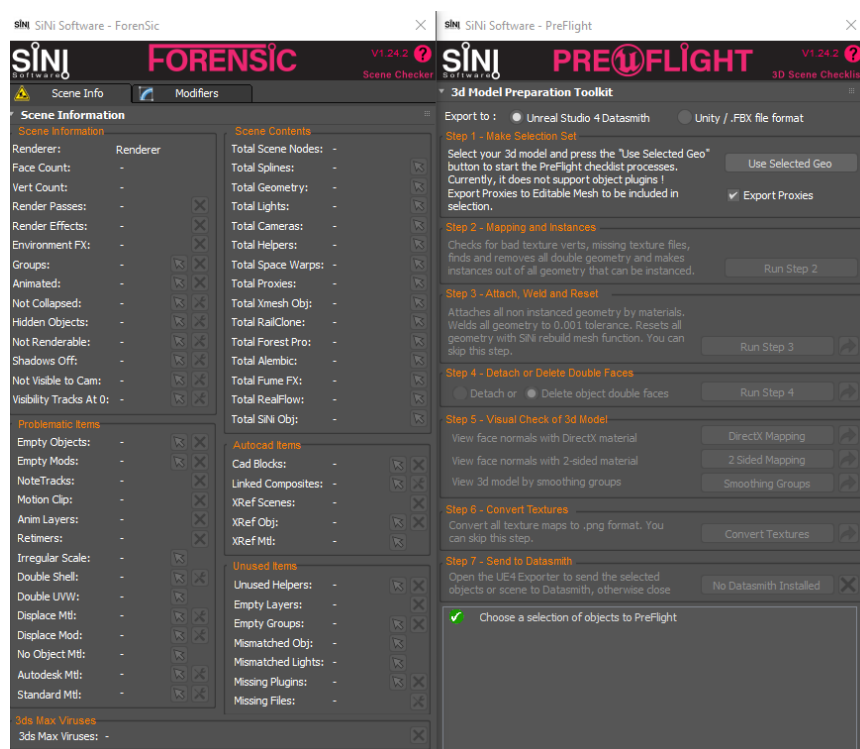 SiNi Software - ForenSic
SiNi
Software
FORENSIC
V1.24.2 ?
Scene Checker
Scene Info
Modifiers
Scene Information
Scene Information
Renderer: Renderer
Face Count: -
Vert Count: -
Render Passes: -
Render Effects: -
Environment FX: -
Groups: -
Animated: -
Not Collapsed: -
Hidden Objects: -
Not Renderable: -
Shadows Off: -
Not Visible to Cam: -
Visibility Tracks At 0: -
Problematic Items
Empty Objects: -
Empty Mods: -
NoteTracks: -
Motion Clip: -
Anim Layers: -
Retimers: -
Irregular Scale: -
Double Shell: -
Double UVW: -
Displace Mtl: -
Displace Mod: -
No Object Mtl: -
Autodesk Mtl: -
Standard Mtl: -
Scene Contents
Total Scene Nodes: -
Total Splines: -
Total Geometry: -
Total Lights: -
Total Cameras: -
Total Helpers: -
Total Space Warps: -
Total Proxies: -
Total Xmesh Obj: -
Total RailClone: -
Total Forest Pro: -
Total Alembic: -
Total Fume FX: -
Total RealFlow: -
Total SiNi Obj: -
Autocad Items
Cad Blocks: -
Linked Composites: -
XRef Scenes: -
XRef Obj: -
XRef Mtl: -
Unused Items
Unused Helpers: -
Empty Layers: -
Empty Groups: -
Mismatched Obj: -
Mismatched Lights: -
Missing Plugins: -
Missing Files: -
3ds Max Viruses
3ds Max Viruses: -
SiNi Software - PreFlight
SiNi
Software
PREFLIGHT
V1.24.2 ?
3D Scene Checklis
3d Model Preparation Toolkit
Export to : Unreal Studio 4 Datasmith Unity / .FBX file format
Step 1 - Make Selection Set
Select your 3d model and press the "Use Selected Geo"
button to start the PreFlight checklist processes.
Currently, it does not support object plugins !
Export Proxies to Editable Mesh to be included in
selection.
Use Selected Geo
Export Proxies
Step 2 - Mapping and Instances
Checks for bad texture verts, missing texture files,
finds and removes all double geometry and makes
instances out of all geometry that can be instanced.
Run Step 2
Step 3 - Attach, Weld and Reset
Attaches all non instanced geometry by materials.
Welds all geometry to 0.001 tolerance. Resets all
geometry with SiNi rebuild mesh function. You can
skip this step.
Run Step 3
Step 4 - Detach or Delete Double Faces
Detach or Delete object double faces
Run Step 4
Step 5 - Visual Check of 3d Model
View face normals with DirectX material
DirectX Mapping
View face normals with 2-sided material
2 Sided Mapping
View 3d model by smoothing groups
Smoothing Groups
Step 6 - Convert Textures
Convert all texture maps to .png format. You
can skip this step.
Convert Textures
Step 7 - Send to Datasmith
Open the UE4 Exporter to send the selected
objects or scene to Datasmith, otherwise close
No Datasmith Installed
Choose a selection of objects to PreFlight